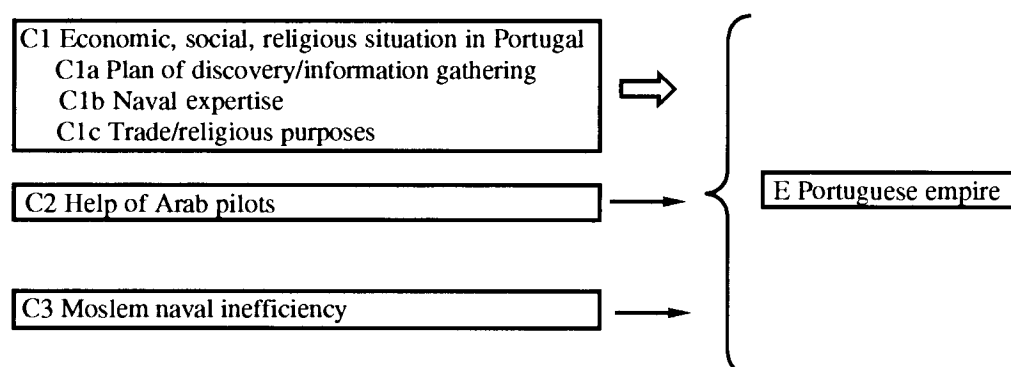 C1 Economic, social, religious situation in Portugal
C1a Plan of discovery/information gathering
C1b Naval expertise
C1c Trade/religious purposes
C2 Help of Arab pilots
E Portuguese empire
C3 Moslem naval inefficiency